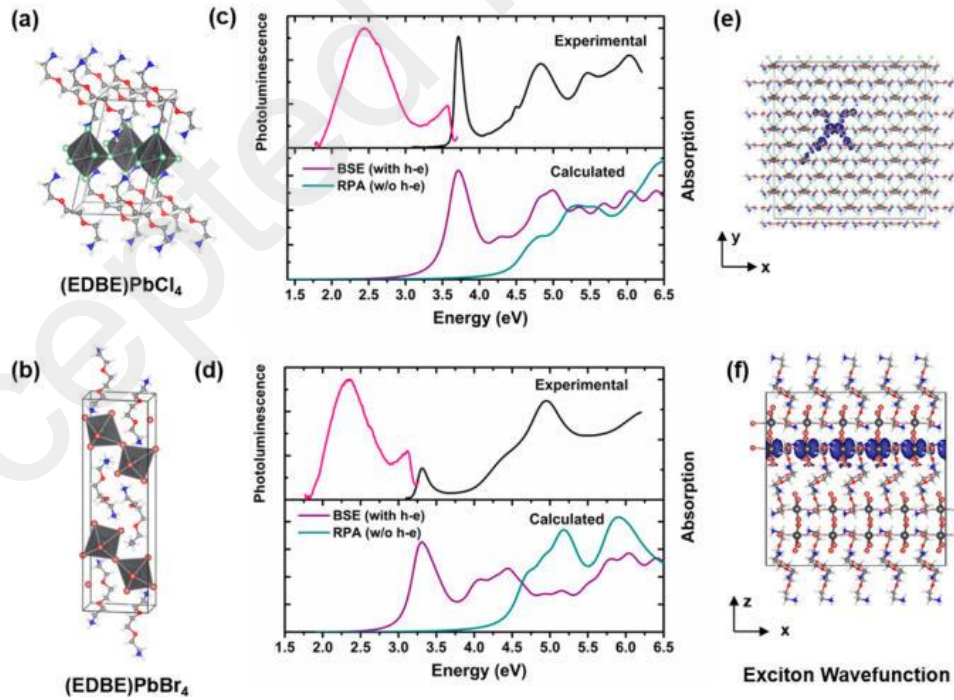 (a)
(EDBE)PbCl4
(b)
(EDBE)PbBr4
(c)
Photoluminescence
Experimental
BSE (with h-e)
RPA (w/o h-e)
Calculated
Absorption
1.5 2.0 2.5 3.0 3.5 4.0 4.5 5.0 5.5 6.0 6.5
Energy (eV)
(d)
Photoluminescence
Experimental
BSE (with h-e)
RPA (w/o h-e)
Calculated
Absorption
1.5 2.0 2.5 3.0 3.5 4.0 4.5 5.0 5.5 6.0 6.5
Energy (eV)
(e)
y
x
(f)
z
x
Exciton Wavefunction